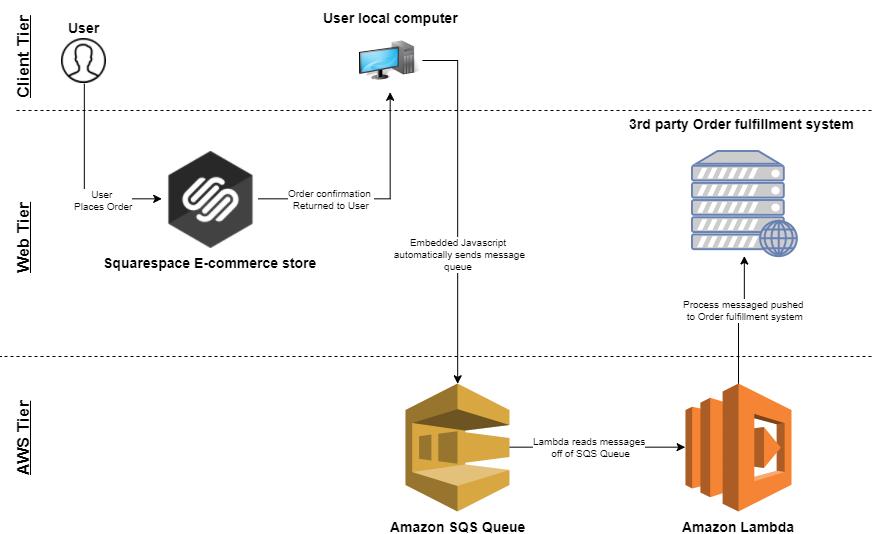 Client Tier
User
User local computer
3rd party Order fulfillment system
Web Tier
User
Places Order
Order confirmation
Returned to User
Squarespace E-commerce store
Embedded Javascript
automatically sends message
queue
Process messaged pushed
to Order fulfillment system
AWS Tier
Lambda reads messages
off of SQS Queue
Amazon SQS Queue
Amazon Lambda